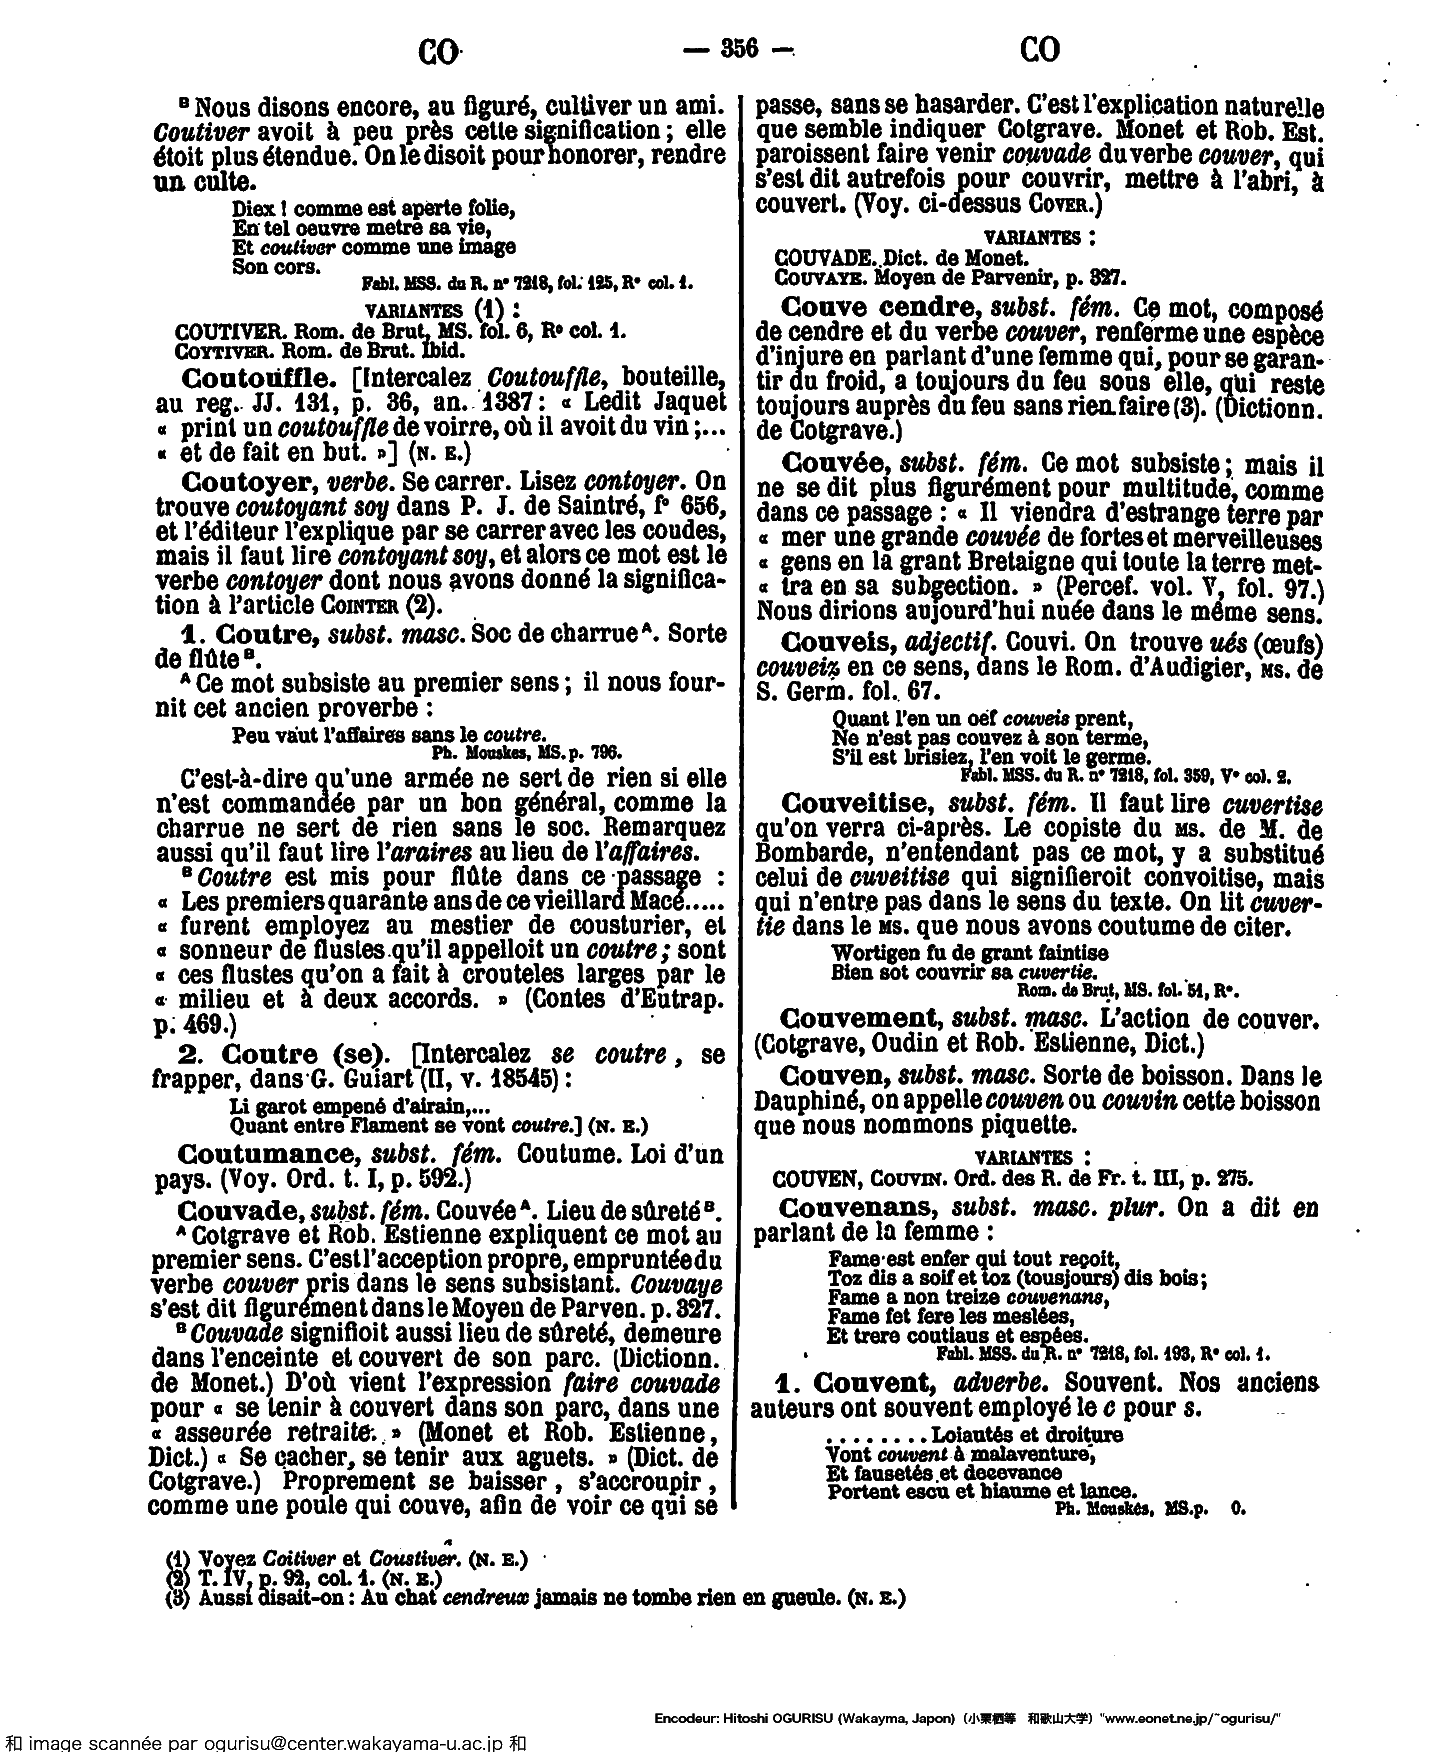 CO — 356 — CO
ᴮ Nous disons encore, au figuré, cultiver un ami.
Coutiver avoit à peu près cette signification ; elle
étoit plus étendue. On le disoit pour honorer, rendre
un culte.
Diex ! comme est aperte folie,
En tel oeuvre metre sa vie,
Et coutiver comme une image
Son cors.
Fabl. MSS. du R. n° 7218, fol. 125, R° col. 1.
VARIANTES (1) :
COUTIVER. Rom. de Brut, MS. fol. 6, R° col. 1.
COYTIVER. Rom. de Brut. Ibid.
Coutouffle. [Intercalez Coutouffle, bouteille,
au reg. JJ. 131, p. 36, an. 1387 : « Ledit Jaquet
« print un coutouffle de voirre, où il avoit du vin ;...
« et de fait en but. »] (N. E.)
Coutoyer, verbe. Se carrer. Lisez contoyer. On
trouve coutoyant soy dans P. J. de Saintré, f° 656,
et l'éditeur l'explique par se carrer avec les coudes,
mais il faut lire contoyant soy, et alors ce mot est le
verbe contoyer dont nous avons donné la significa-
tion à l'article COINTER (2).
1. Coutre, subst. masc. Soc de charrue ᴬ. Sorte
de flûte ᴮ.
ᴬ Ce mot subsiste au premier sens ; il nous four-
nit cet ancien proverbe :
Peu vaut l'affaires sans le coutre.
Ph. Mouskes, MS. p. 796.
C'est-à-dire qu'une armée ne sert de rien si elle
n'est commandée par un bon général, comme la
charrue ne sert de rien sans le soc. Remarquez
aussi qu'il faut lire l'araires au lieu de l'affaires.
ᴮ Coutre est mis pour flûte dans ce passage :
« Les premiers quarante ans de ce vieillard Macé.....
« furent employez au mestier de cousturier, et
« sonneur de flustes qu'il appelloit un coutre ; sont
« ces flustes qu'on a fait à crouteles larges par le
« milieu et à deux accords. » (Contes d'Eutrap.
p. 469.)
2. Coutre (se). [Intercalez se coutre, se
frapper, dans G. Guiart (II, v. 18545) :
Li garot empené d'airain,...
Quant entre Flament se vont coutre.] (N. E.)
Coutumance, subst. fém. Coutume. Loi d'un
pays. (Voy. Ord. t. I, p. 592.)
Couvade, subst. fém. Couvée ᴬ. Lieu de sûreté ᴮ.
ᴬ Cotgrave et Rob. Estienne expliquent ce mot au
premier sens. C'est l'acception propre, empruntée du
verbe couver pris dans le sens subsistant. Couvaye
s'est dit figurément dans le Moyen de Parven. p. 327.
ᴮ Couvade signifioit aussi lieu de sûreté, demeure
dans l'enceinte et couvert de son parc. (Dictionn.
de Monet.) D'où vient l'expression faire couvade
pour « se tenir à couvert dans son parc, dans une
« asseurée retraite. » (Monet et Rob. Estienne,
Dict.) « Se cacher, se tenir aux aguets. » (Dict. de
Cotgrave.) Proprement se baisser, s'accroupir,
comme une poule qui couve, afin de voir ce qui se
passe, sans se hasarder. C'est l'explication naturelle
que semble indiquer Cotgrave. Monet et Rob. Est.
paroissent faire venir couvade du verbe couver, qui
s'est dit autrefois pour couvrir, mettre à l'abri, à
couvert. (Voy. ci-dessus COVER.)
VARIANTES :
COUVADE. Dict. de Monet.
COUVAYE. Moyen de Parvenir, p. 327.
Couve cendre, subst. fém. Ce mot, composé
de cendre et du verbe couver, renferme une espèce
d'injure en parlant d'une femme qui, pour se garan-
tir du froid, a toujours du feu sous elle, qui reste
toujours auprès du feu sans rien faire (3). (Dictionn.
de Cotgrave.)
Couvée, subst. fém. Ce mot subsiste ; mais il
ne se dit plus figurément pour multitude, comme
dans ce passage : « Il viendra d'estrange terre par
« mer une grande couvée de fortes et merveilleuses
« gens en la grant Bretaigne qui toute la terre met-
« tra en sa subgection. » (Percef. vol. V, fol. 97.)
Nous dirions aujourd'hui nuée dans le même sens.
Couveis, adjectif. Couvi. On trouve ués (œufs)
couveiz en ce sens, dans le Rom. d'Audigier, MS. de
S. Germ. fol. 67.
Quant l'en un oef couveis prent,
Ne n'est pas couvez à son terme,
S'il est brisiez, l'en voit le germe.
Fabl. MSS. du R. n° 7218, fol. 359, V° col. 2.
Couveitise, subst. fém. Il faut lire cuvertise
qu'on verra ci-après. Le copiste du MS. de M. de
Bombarde, n'entendant pas ce mot, y a substitué
celui de cuveitise qui signifieroit convoitise, mais
qui n'entre pas dans le sens du texte. On lit cuver-
tie dans le MS. que nous avons coutume de citer.
Wortigen fu de grant faintise
Bien sot couvrir sa cuvertie.
Rom. de Brut, MS. fol. 51, R°.
Couvement, subst. masc. L'action de couver.
(Cotgrave, Oudin et Rob. Estienne, Dict.)
Couven, subst. masc. Sorte de boisson. Dans le
Dauphiné, on appelle couven ou couvin cette boisson
que nous nommons piquette.
VARIANTES :
COUVEN, COUVIN. Ord. des R. de Fr. t. III, p. 275.
Couvenans, subst. masc. plur. On a dit en
parlant de la femme :
Fame est enfer qui tout reçoit,
Toz dis a soif et toz (tousjours) dis bois ;
Fame a non treize couvenans,
Fame fet fere les meslées,
Et trere coutiaus et espées.
Fabl. MSS. du R. n° 7218, fol. 193, R° col. 1.
1. Couvent, adverbe. Souvent. Nos anciens
auteurs ont souvent employé le c pour s.
. . . . . . . . Loiautés et droiture
Vont couvent à malaventure,
Et fausetés et decevance
Portent escu et hiaume et lance.
Ph. Mouskés, MS. p. 0.
(1) Voyez Coitiver et Coustiver. (N. E.)
(2) T. IV, p. 92, col. 1. (N. E.)
(3) Aussi disait-on : Au chat cendreux jamais ne tombe rien en gueule. (N. E.)
Encodeur: Hitoshi OGURISU (Wakayma, Japon) (小栗栖等 和歌山大学) "www.eonet.ne.jp/~ogurisu/"
和 image scannée par ogurisu@center.wakayama-u.ac.jp 和